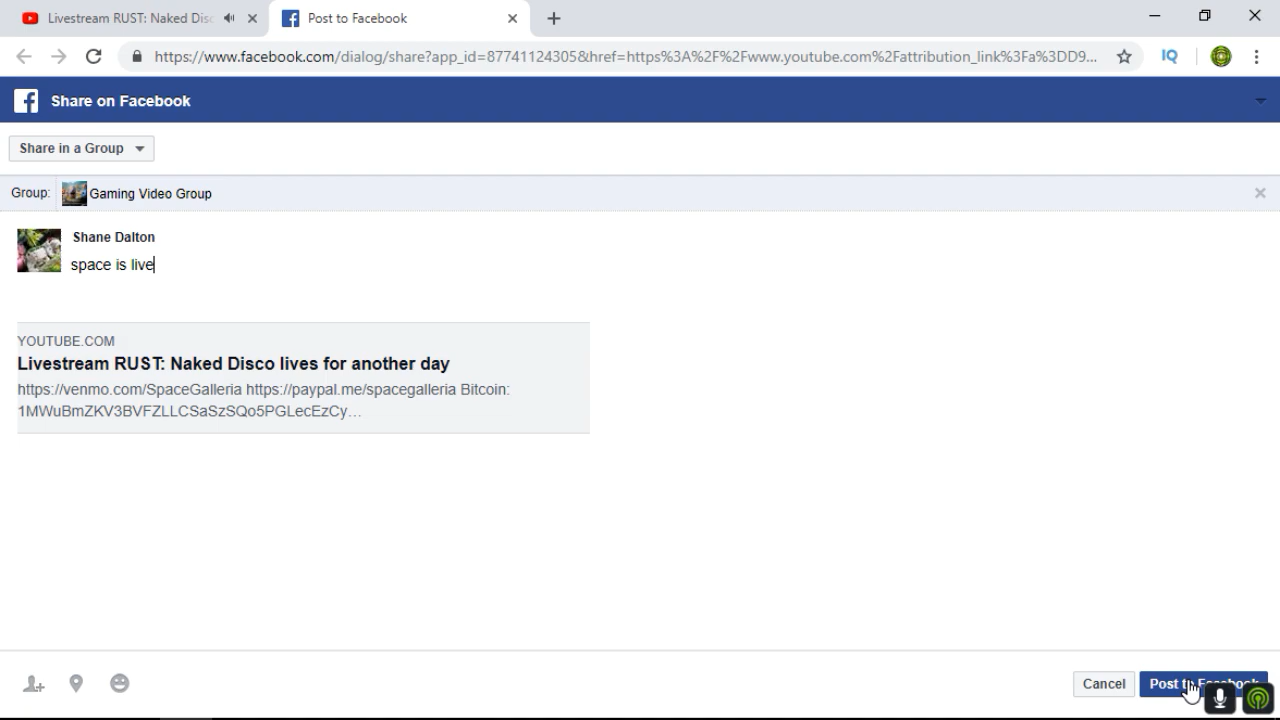 Livestream RUST: Naked Disc
Post to Facebook
https://www.facebook.com/dialog/share?app_id=87741124305&href=https%3A%2F%2Fwww.youtube.com%2Fattribution_link%3Fa%3DD9...
IQ
Share on Facebook
Share in a Group
Group: Gaming Video Group
Shane Dalton
space is live
YOUTUBE.COM
Livestream RUST: Naked Disco lives for another day
https://venmo.com/SpaceGalleria https://paypal.me/spacegalleria Bitcoin:
1MWuBmZKV3BVFZLLCSaSzSQo5PGLecEzCy…
Cancel
Post to Facebook